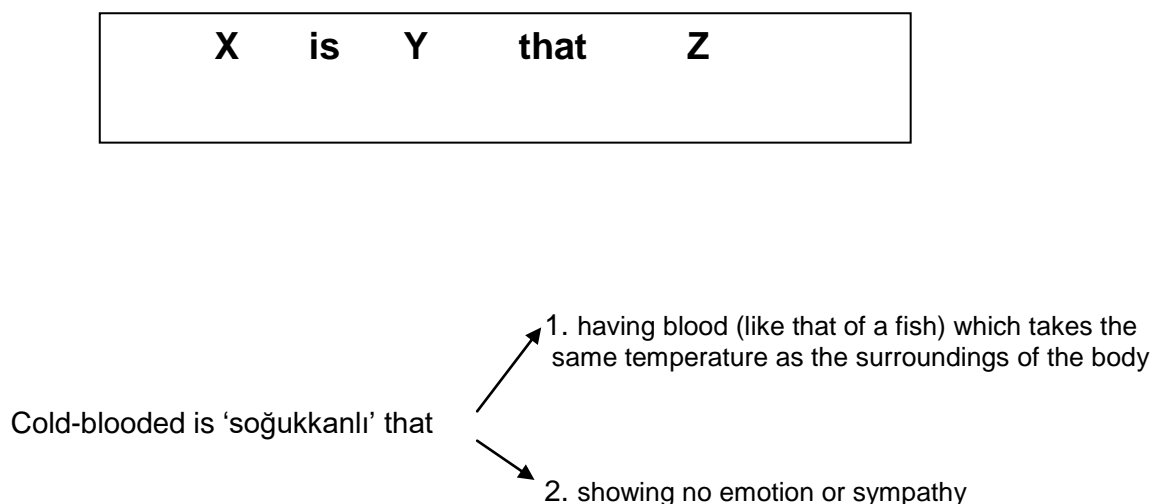 X is Y that Z
1. having blood (like that of a fish) which takes the
same temperature as the surroundings of the body
Cold-blooded is ‘soğukkanlı’ that
2. showing no emotion or sympathy